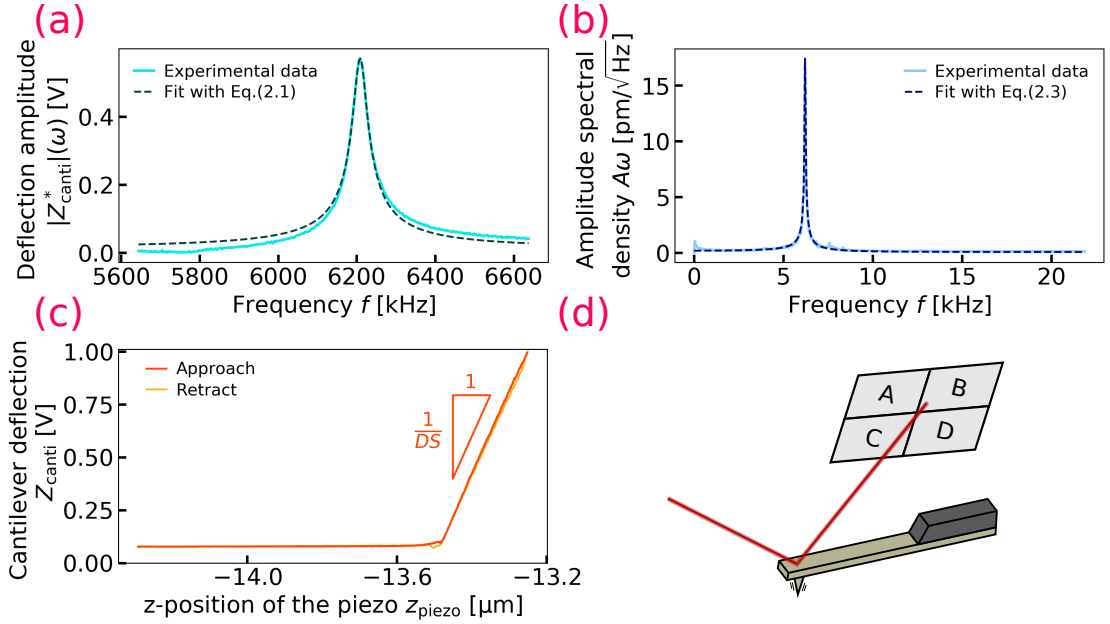 (a)
Deflection amplitude
|Z*canti|(ω) [V]
0.4
0.2
0.0
Experimental data
Fit with Eq.(2.1)
5600 5800 6000 6200 6400 6600
Frequency f [kHz]
(b)
Amplitude spectral
density Aω [pm/√Hz]
15
10
5
0
Experimental data
Fit with Eq.(2.3)
0 5 10 15 20
Frequency f [kHz]
(c)
Cantilever deflection
Zcanti [V]
1.00
0.75
0.50
0.25
0.00
Approach
Retract
1
1
DS
−14.0 −13.6 −13.2
z-position of the piezo zpiezo [μm]
(d)
A B
C D